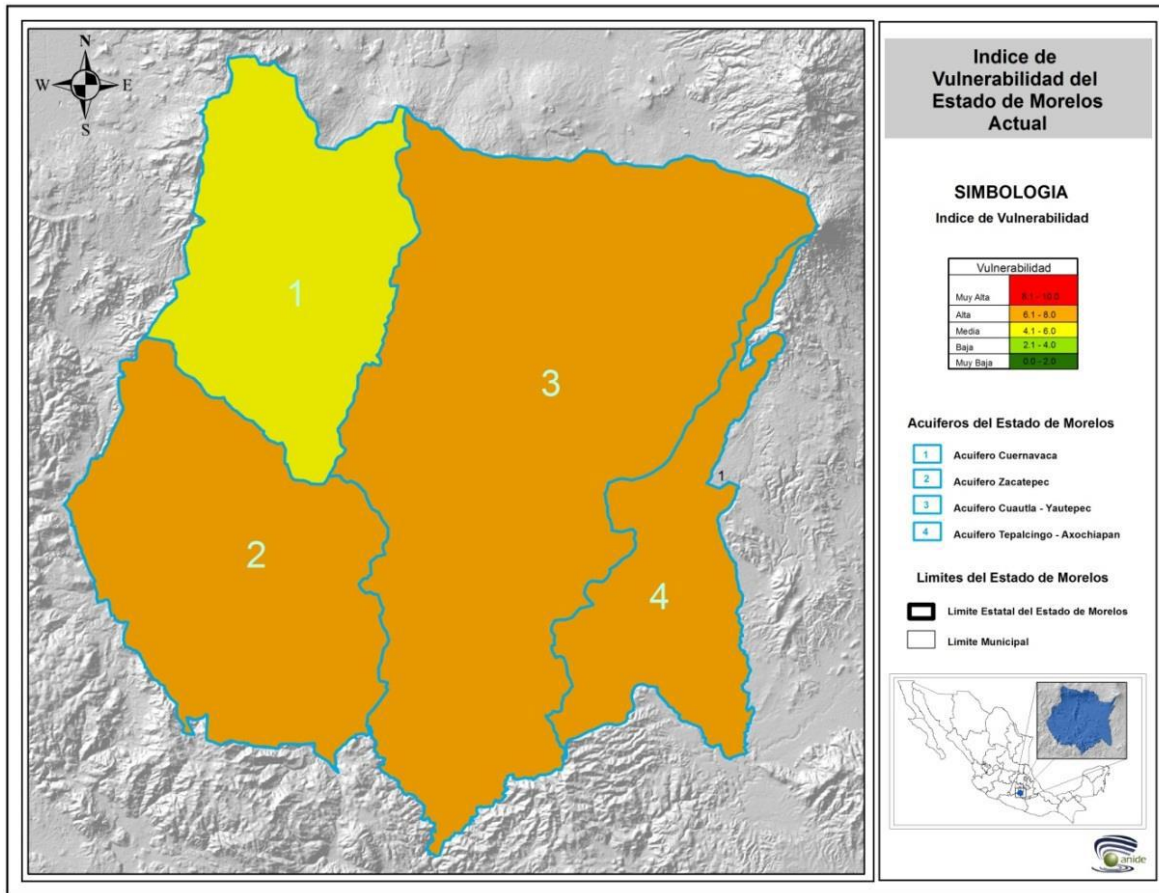 N
W E
S
1
3
2
4
1
Indice de
Vulnerabilidad del
Estado de Morelos
Actual
SIMBOLOGIA
Indice de Vulnerabilidad
Vulnerabilidad
Muy Alta 8.1 - 10.0
Alta 6.1 - 8.0
Media 4.1 - 6.0
Baja 2.1 - 4.0
Muy Baja 0.0 - 2.0
Acuiferos del Estado de Morelos
1 Acuifero Cuernavaca
2 Acuifero Zacatepec
3 Acuifero Cuautla - Yautepec
4 Acuifero Tepalcingo - Axochiapan
Limites del Estado de Morelos
Limite Estatal del Estado de Morelos
Limite Municipal
anide